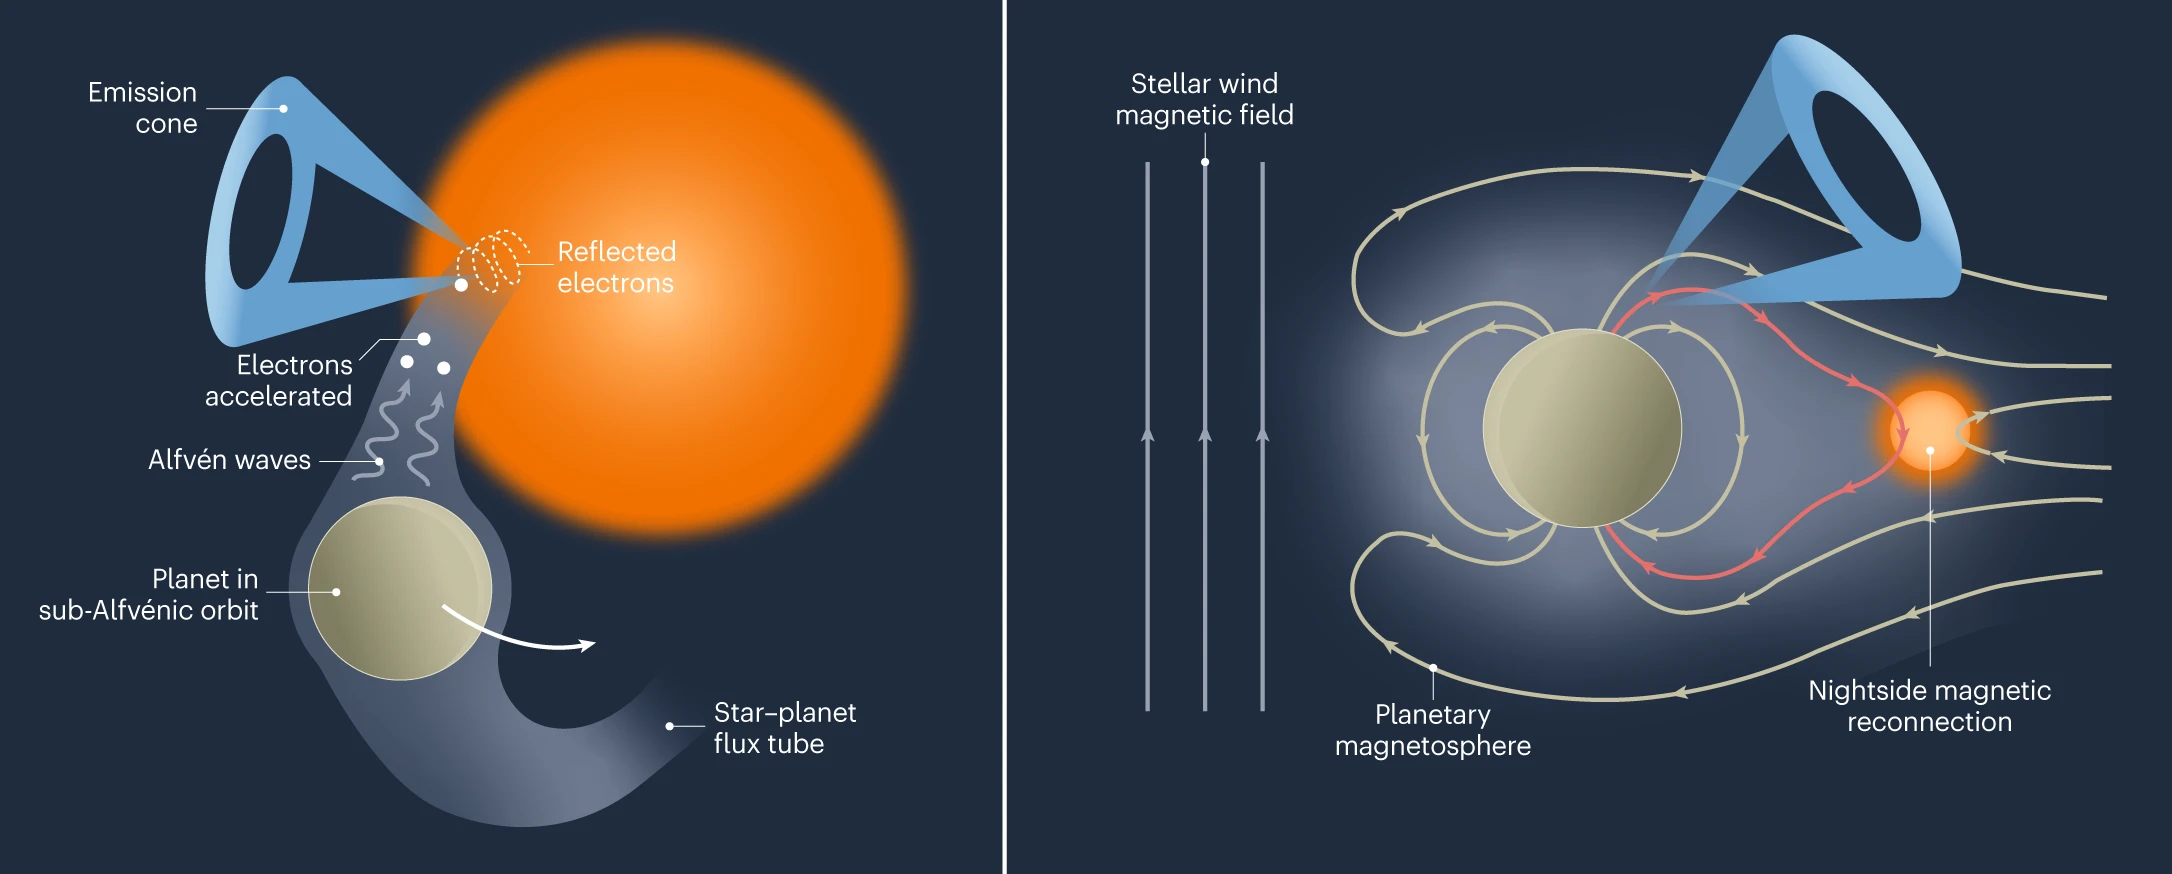 Emission
cone
Reflected
electrons
Electrons
accelerated
Alfvén waves
Planet in
sub-Alfvénic orbit
Star–planet
flux tube
Stellar wind
magnetic field
Planetary
magnetosphere
Nightside magnetic
reconnection